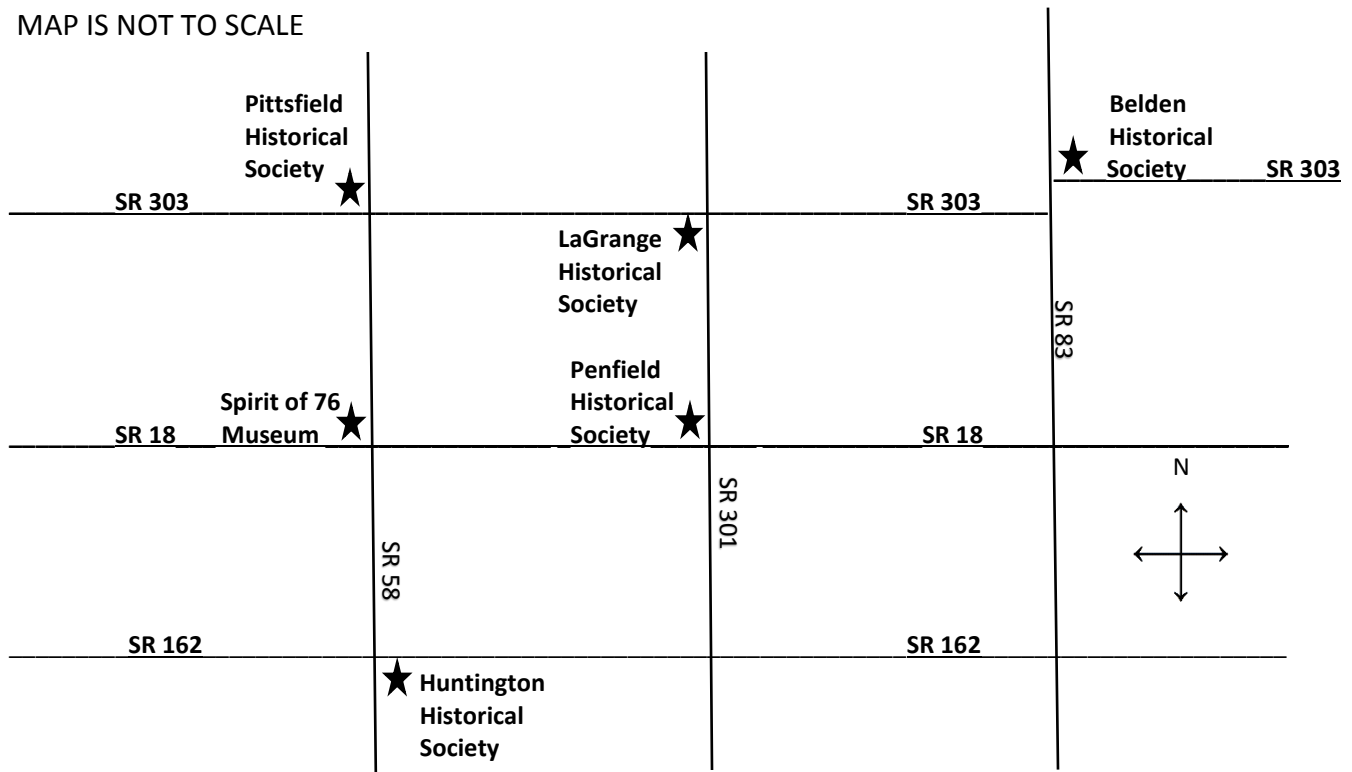 MAP IS NOT TO SCALE
Pittsfield
Historical
Society
Belden
Historical
Society
SR 303
SR 303
SR 303
LaGrange
Historical
Society
SR 83
Penfield
Historical
Society
Spirit of 76
Museum
SR 18
SR 18
N
SR 301
SR 58
SR 162
SR 162
Huntington
Historical
Society